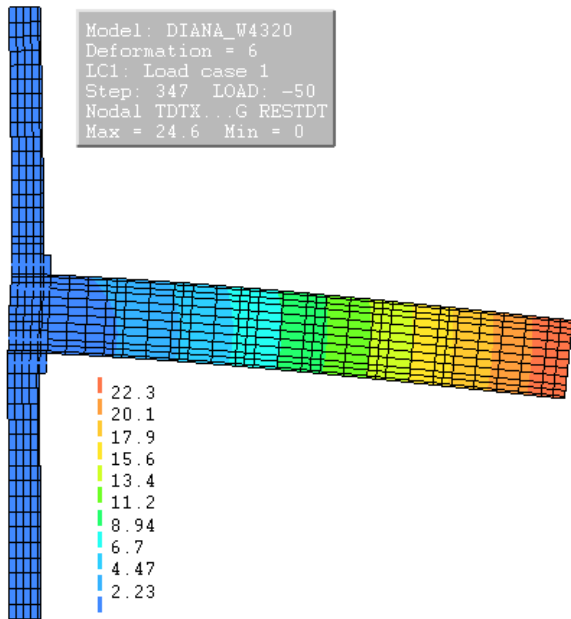 Model: DIANA_W4320
Deformation = 6
LC1: Load case 1
Step: 347 LOAD: -50
Nodal TDTX...G RESTDT
Max = 24.6 Min = 0
22.3
20.1
17.9
15.6
13.4
11.2
8.94
6.7
4.47
2.23